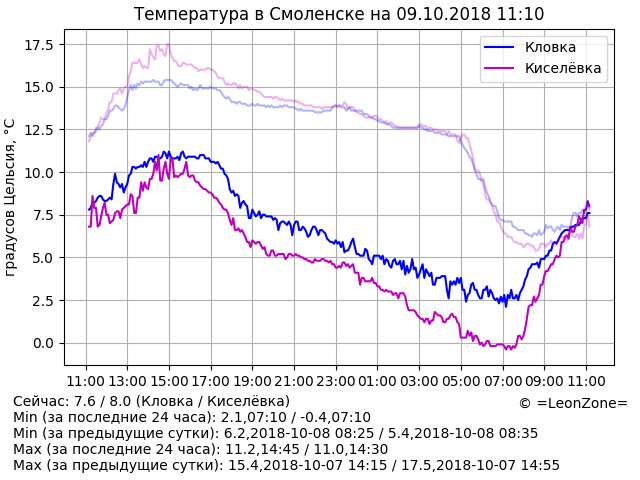 Температура в Смоленске на 09.10.2018 11:10
Кловка
Киселёвка
градусов Цельсия, °C
17.5
15.0
12.5
10.0
7.5
5.0
2.5
0.0
11:00 13:00 15:00 17:00 19:00 21:00 23:00 01:00 03:00 05:00 07:00 09:00 11:00
Сейчас: 7.6 / 8.0 (Кловка / Киселёвка)
© =LeonZone=
Min (за последние 24 часа): 2.1,07:10 / -0.4,07:10
Min (за предыдущие сутки): 6.2,2018-10-08 08:25 / 5.4,2018-10-08 08:35
Max (за последние 24 часа): 11.2,14:45 / 11.0,14:30
Max (за предыдущие сутки): 15.4,2018-10-07 14:15 / 17.5,2018-10-07 14:55